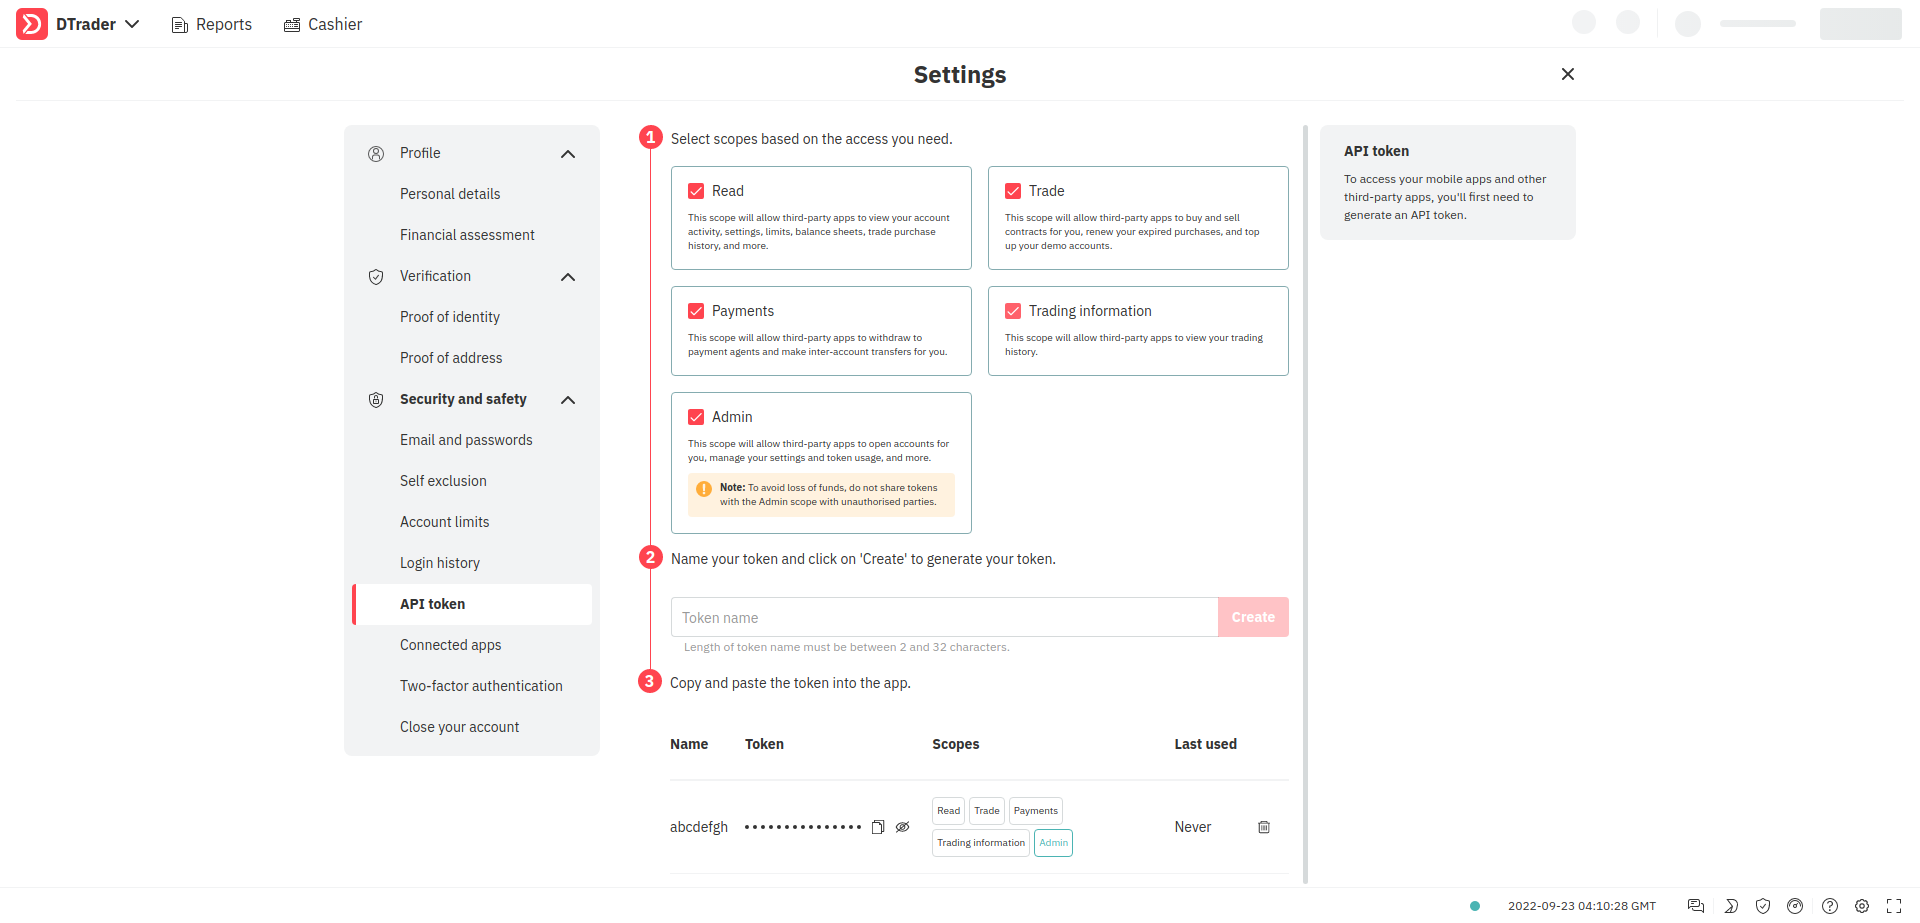 DTrader
Reports
Cashier
Settings
Profile
Personal details
Financial assessment
Verification
Proof of identity
Proof of address
Security and safety
Email and passwords
Self exclusion
Account limits
Login history
API token
Connected apps
Two-factor authentication
Close your account
1
Select scopes based on the access you need.
Read
This scope will allow third-party apps to view your account
activity, settings, limits, balance sheets, trade purchase
history, and more.
Trade
This scope will allow third-party apps to buy and sell
contracts for you, renew your expired purchases, and top
up your demo accounts.
Payments
This scope will allow third-party apps to withdraw to
payment agents and make inter-account transfers for you.
Trading information
This scope will allow third-party apps to view your trading
history.
Admin
This scope will allow third-party apps to open accounts for
you, manage your settings and token usage, and more.
Note: To avoid loss of funds, do not share tokens
with the Admin scope with unauthorised parties.
2
Name your token and click on 'Create' to generate your token.
Token name
Create
Length of token name must be between 2 and 32 characters.
3
Copy and paste the token into the app.
Name Token Scopes Last used
abcdefgh
Read Trade Payments
Trading information Admin
Never
API token
To access your mobile apps and other
third-party apps, you'll first need to
generate an API token.
2022-09-23 04:10:28 GMT